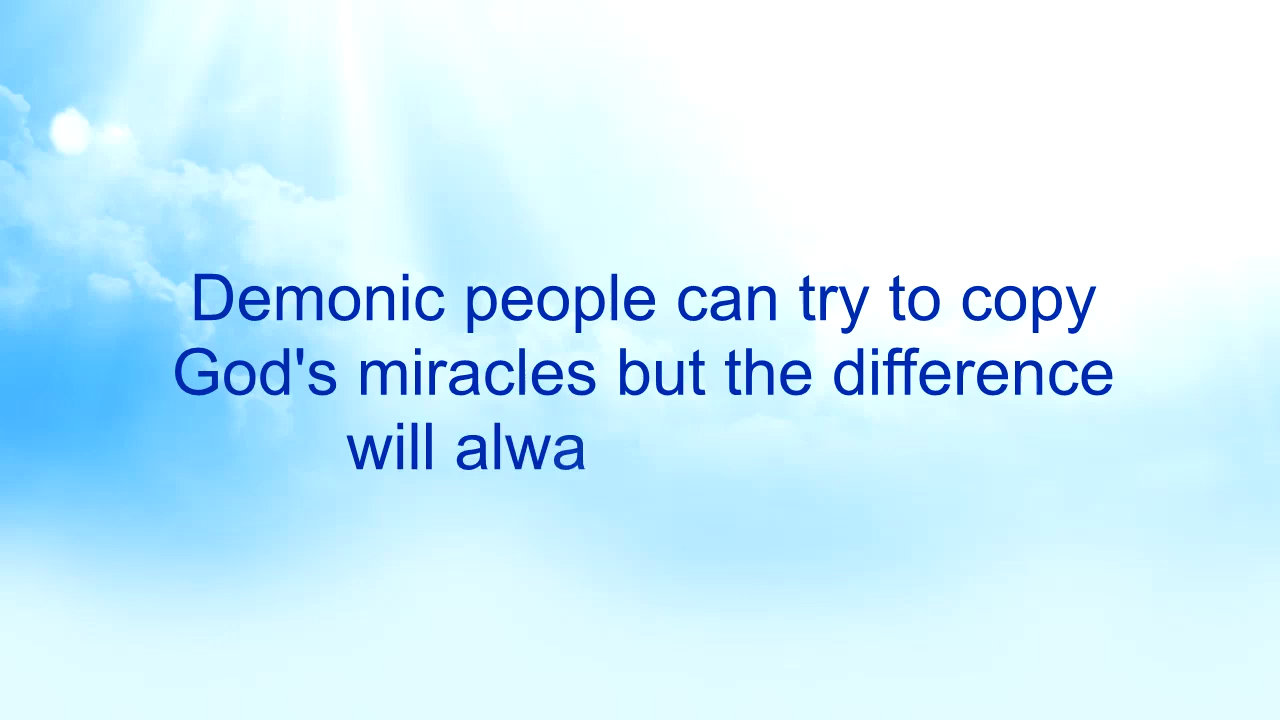 Demonic people can try to copy
God's miracles but the difference
will alwa